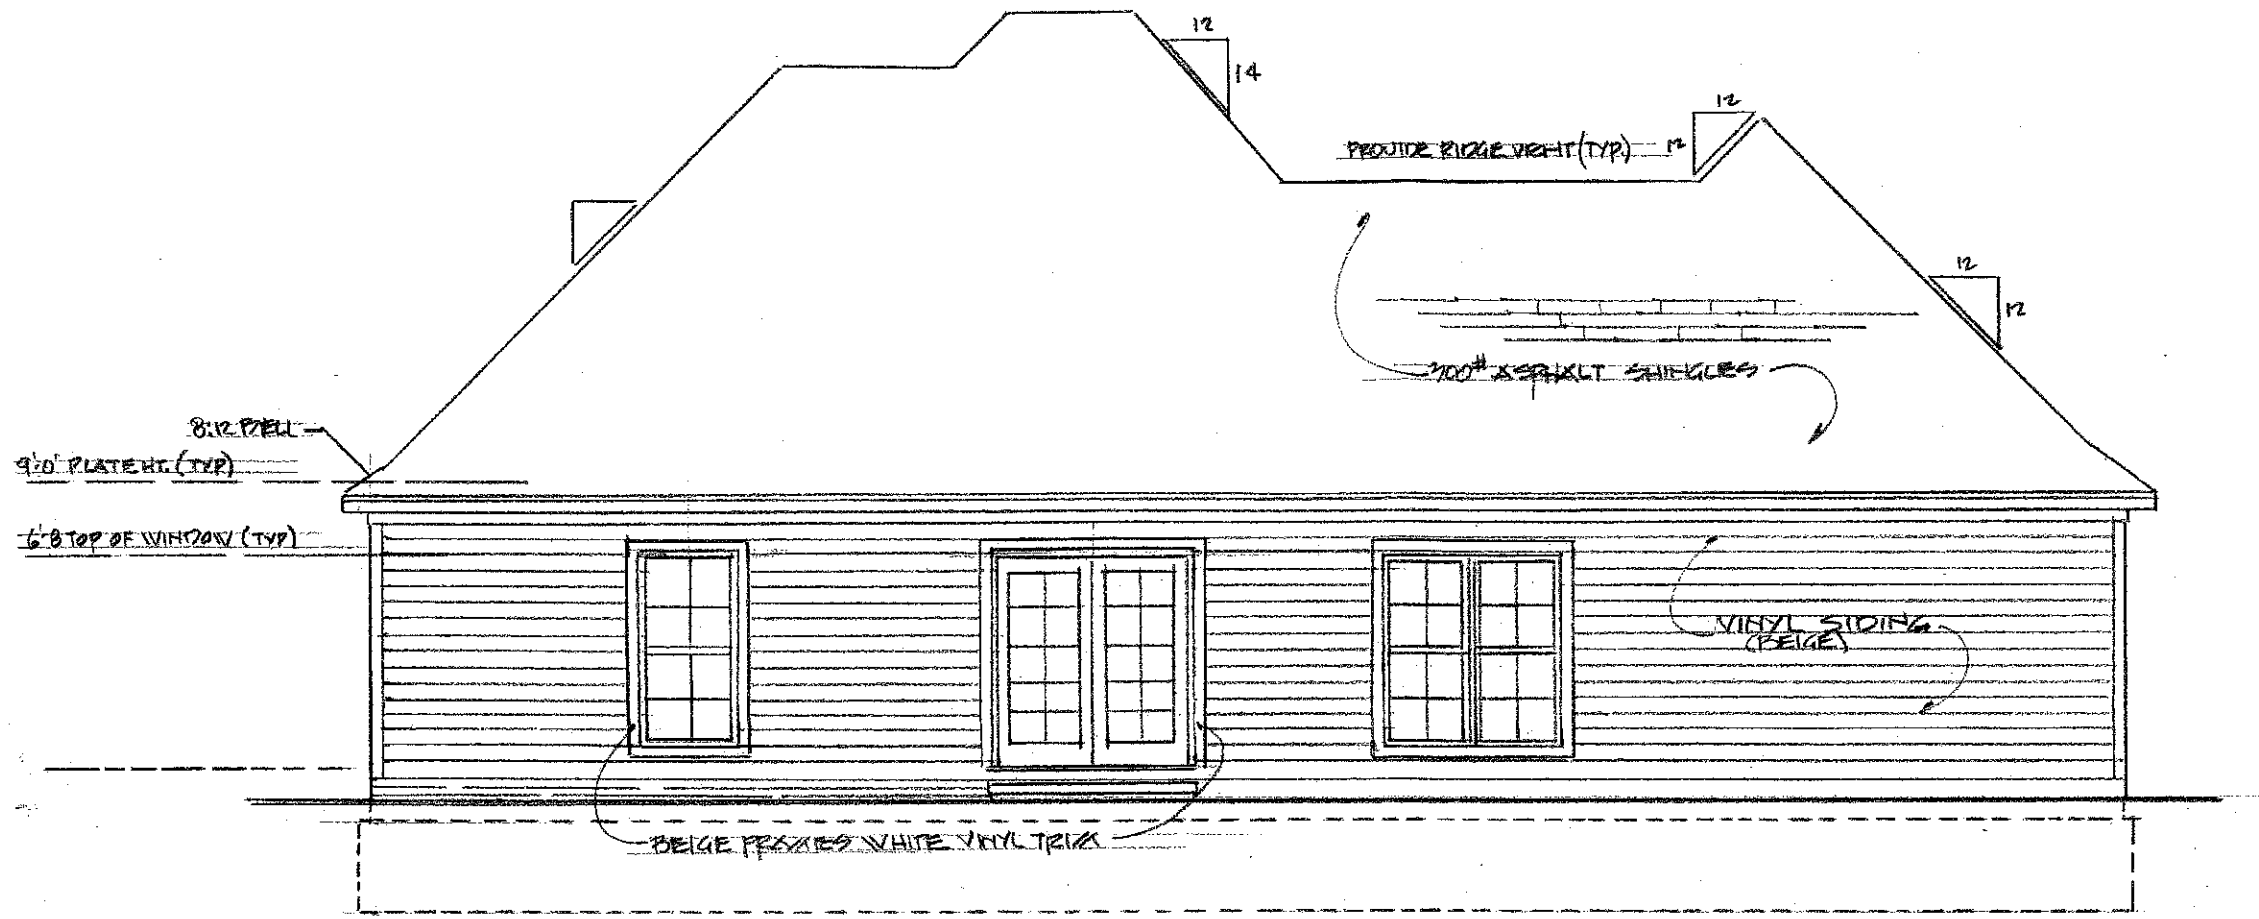 12
14
12
PROVIDE RIDGE VENT (TYP.)
12
12
12
300# ASPHALT SHINGLES
8:12 BELL
9'-0" PLATE HT. (TYP)
6'-8 TOP OF WINDOW (TYP)
VINYL SIDING
(BEIGE)
BEIGE FRAMES WHITE VINYL TRIM